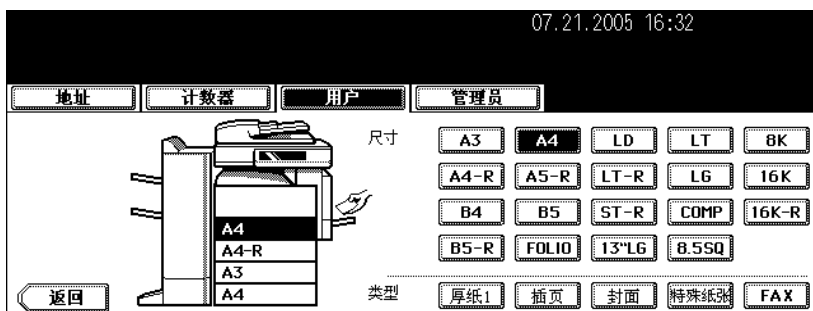 07.21.2005 16:32
地址 计数器 用户 管理员
尺寸 A3 A4 LD LT 8K
A4-R A5-R LT-R LG 16K
B4 B5 ST-R COMP 16K-R
B5-R FOLIO 13"LG 8.5SQ
A4
A4-R
A3
A4
返回
类型 厚纸1 插页 封面 特殊纸张 FAX